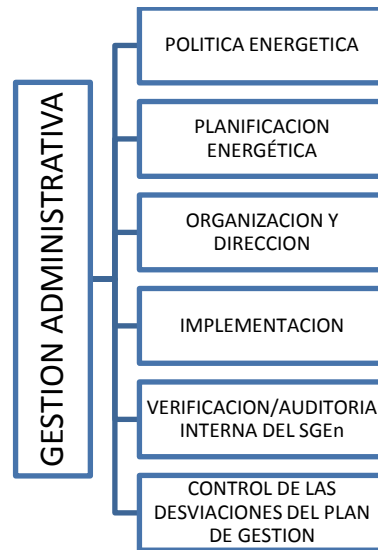 GESTION ADMINISTRATIVA
POLITICA ENERGETICA
PLANIFICACION
ENERGÉTICA
ORGANIZACION Y
DIRECCION
IMPLEMENTACION
VERIFICACION/AUDITORIA
INTERNA DEL SGEn
CONTROL DE LAS
DESVIACIONES DEL PLAN
DE GESTION